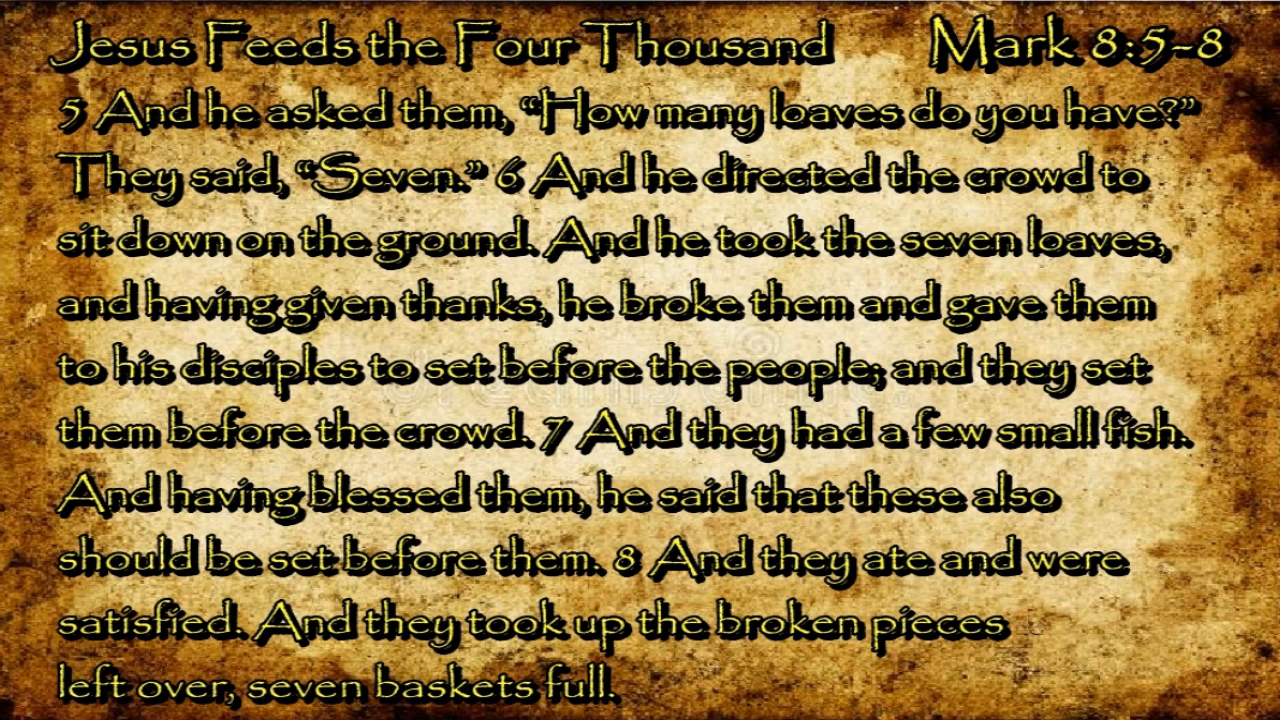 Jesus Feeds the Four Thousand Mark 8:5-8
5 And he asked them, “How many loaves do you have?”
They said, “Seven.” 6 And he directed the crowd to
sit down on the ground. And he took the seven loaves,
and having given thanks, he broke them and gave them
to his disciples to set before the people; and they set
them before the crowd. 7 And they had a few small fish.
And having blessed them, he said that these also
should be set before them. 8 And they ate and were
satisfied. And they took up the broken pieces
left over, seven baskets full.